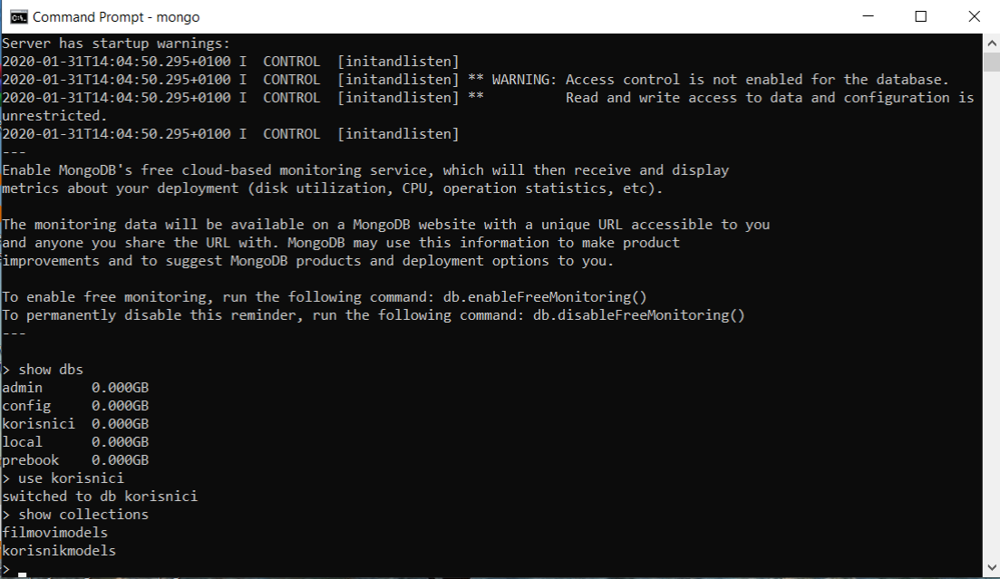 Command Prompt - mongo
Server has startup warnings:
2020-01-31T14:04:50.295+0100 I  CONTROL  [initandlisten]
2020-01-31T14:04:50.295+0100 I  CONTROL  [initandlisten] ** WARNING: Access control is not enabled for the database.
2020-01-31T14:04:50.295+0100 I  CONTROL  [initandlisten] **          Read and write access to data and configuration is
unrestricted.
2020-01-31T14:04:50.295+0100 I  CONTROL  [initandlisten]
---
Enable MongoDB's free cloud-based monitoring service, which will then receive and display
metrics about your deployment (disk utilization, CPU, operation statistics, etc).
The monitoring data will be available on a MongoDB website with a unique URL accessible to you
and anyone you share the URL with. MongoDB may use this information to make product
improvements and to suggest MongoDB products and deployment options to you.
To enable free monitoring, run the following command: db.enableFreeMonitoring()
To permanently disable this reminder, run the following command: db.disableFreeMonitoring()
---
> show dbs
admin      0.000GB
config     0.000GB
korisnici  0.000GB
local      0.000GB
prebook    0.000GB
> use korisnici
switched to db korisnici
> show collections
filmovimodels
korisnikmodels
>